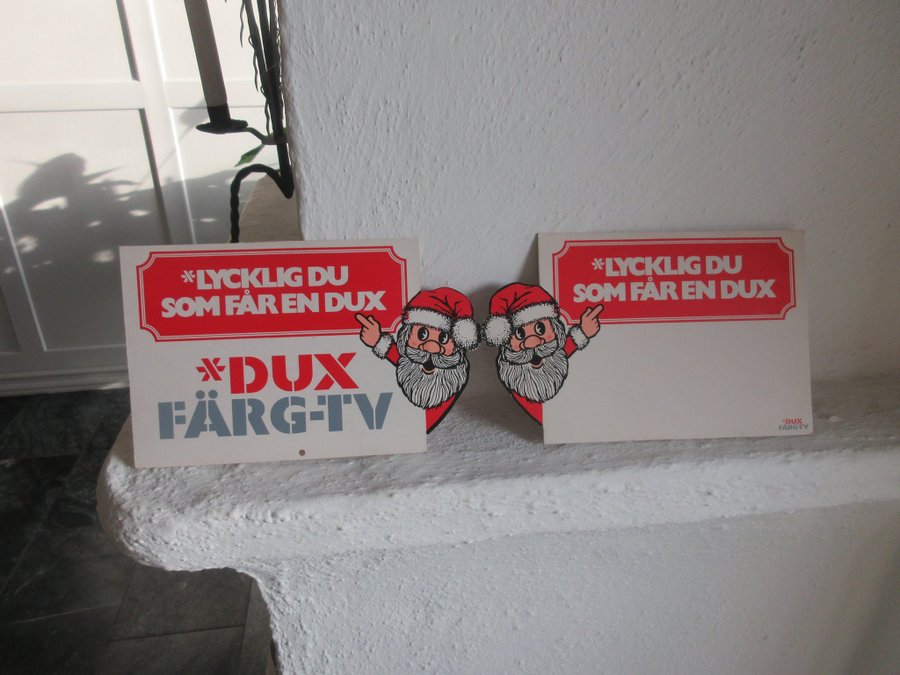 *LYCKLIG DU
SOM FÅR EN DUX
*DUX
FÄRG-TV
*LYCKLIG DU
SOM FÅR EN DUX
*DUX
FÄRG-TV